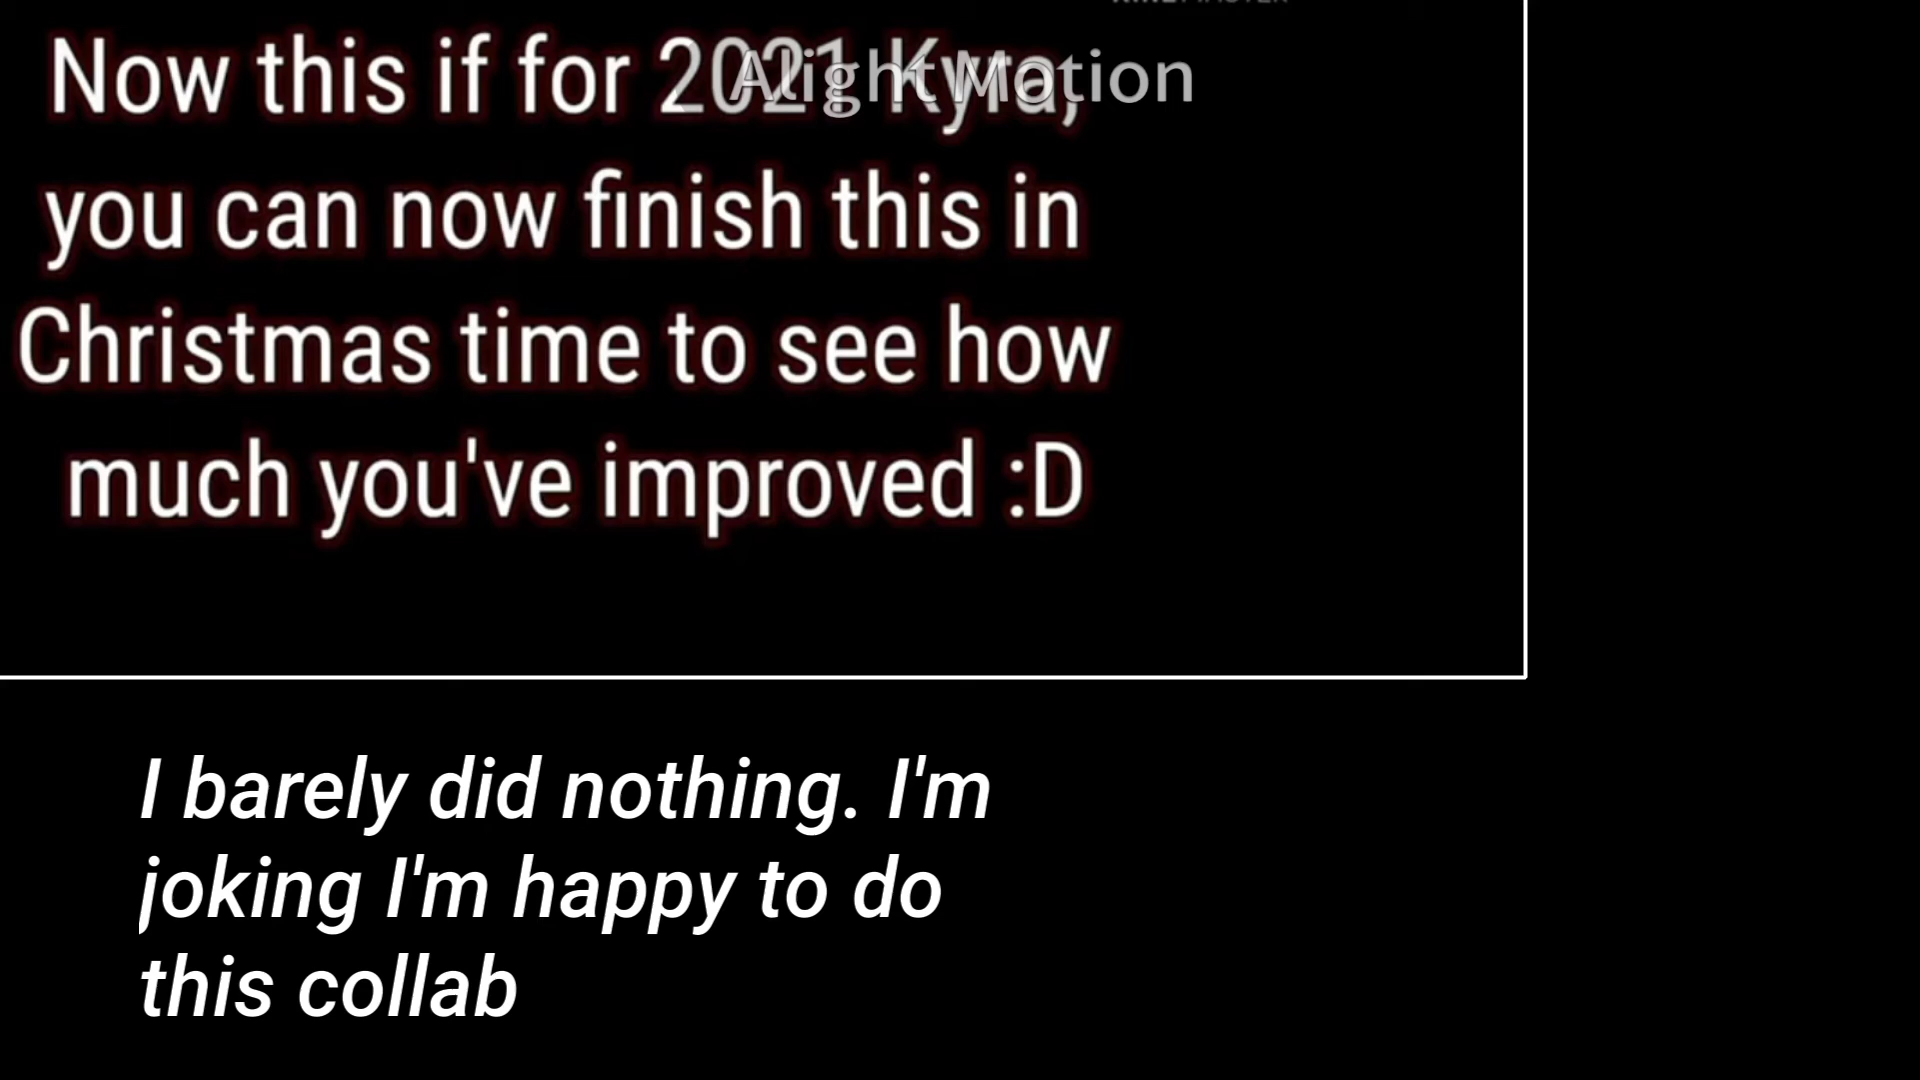 KINEMASTER
Now this if for 2021 Kyra,
Alight Motion
you can now finish this in
Christmas time to see how
much you've improved :D
I barely did nothing. I'm
joking I'm happy to do
this collab